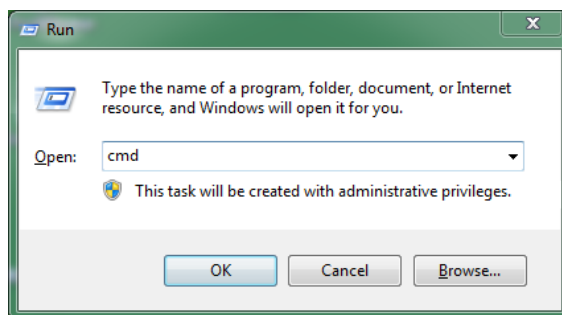 Run
Type the name of a program, folder, document, or Internet
resource, and Windows will open it for you.
Open:
cmd
This task will be created with administrative privileges.
OK
Cancel
Browse...